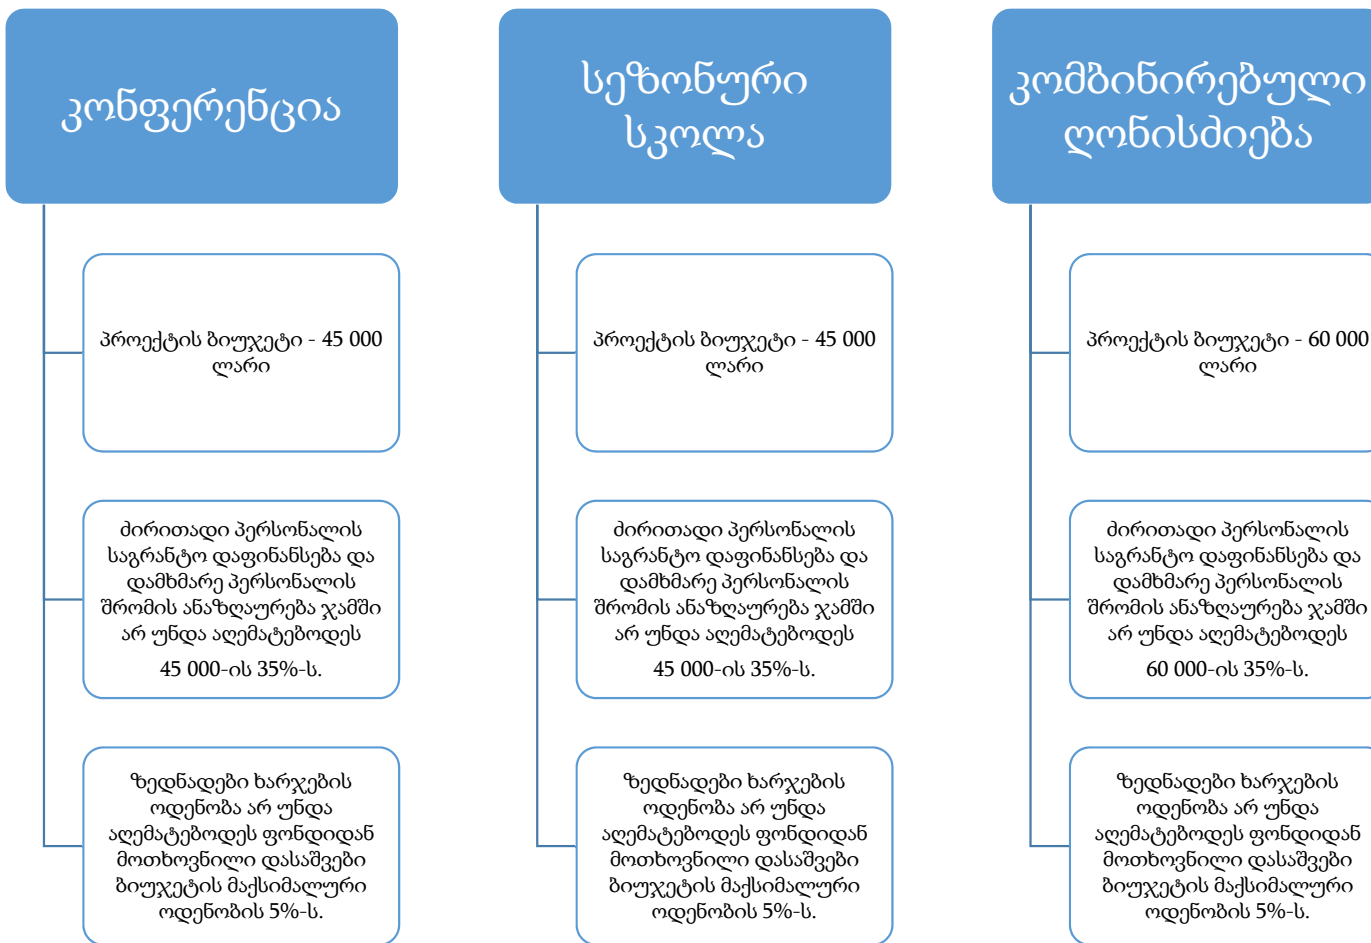 კონფერენცია
პროექტის ბიუჯეტი - 45 000
ლარი
ძირითადი პერსონალის
საგრანტო დაფინანსება და
დამხმარე პერსონალის
შრომის ანაზღაურება ჯამში
არ უნდა აღემატებოდეს
45 000-ის 35%-ს.
ზედნადები ხარჯების
ოდენობა არ უნდა
აღემატებოდეს ფონდიდან
მოთხოვნილი დასაშვები
ბიუჯეტის მაქსიმალური
ოდენობის 5%-ს.
სეზონური
სკოლა
პროექტის ბიუჯეტი - 45 000
ლარი
ძირითადი პერსონალის
საგრანტო დაფინანსება და
დამხმარე პერსონალის
შრომის ანაზღაურება ჯამში
არ უნდა აღემატებოდეს
45 000-ის 35%-ს.
ზედნადები ხარჯების
ოდენობა არ უნდა
აღემატებოდეს ფონდიდან
მოთხოვნილი დასაშვები
ბიუჯეტის მაქსიმალური
ოდენობის 5%-ს.
კომბინირებული
ღონისძიება
პროექტის ბიუჯეტი - 60 000
ლარი
ძირითადი პერსონალის
საგრანტო დაფინანსება და
დამხმარე პერსონალის
შრომის ანაზღაურება ჯამში
არ უნდა აღემატებოდეს
60 000-ის 35%-ს.
ზედნადები ხარჯების
ოდენობა არ უნდა
აღემატებოდეს ფონდიდან
მოთხოვნილი დასაშვები
ბიუჯეტის მაქსიმალური
ოდენობის 5%-ს.